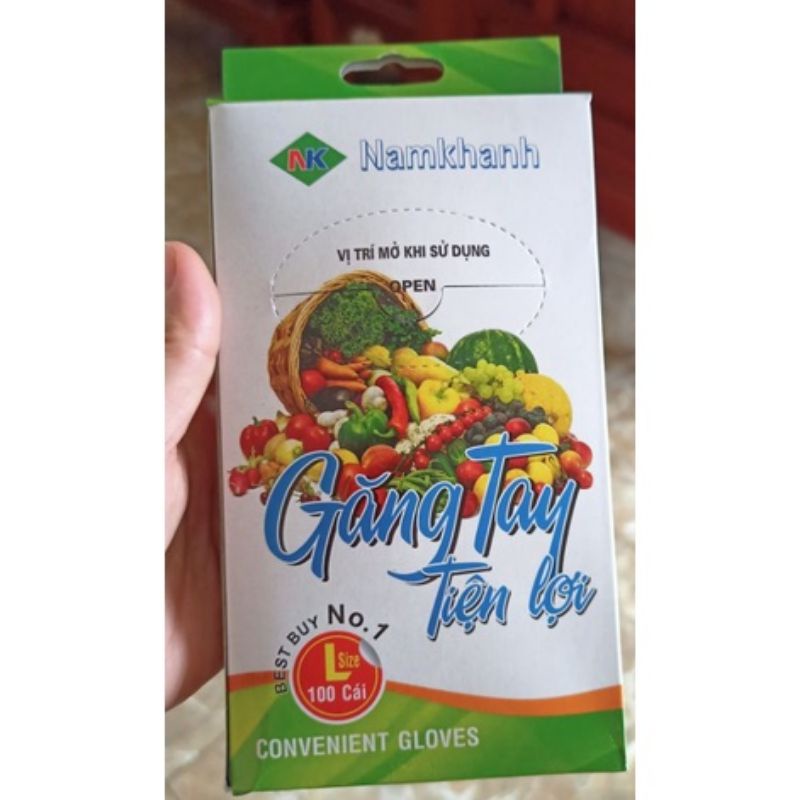 NK Namkhanh
VỊ TRÍ MỞ KHI SỬ DỤNG
OPEN
Găng Tay
Tiện lợi
BEST BUY No.1
L Size
100 Cái
CONVENIENT GLOVES